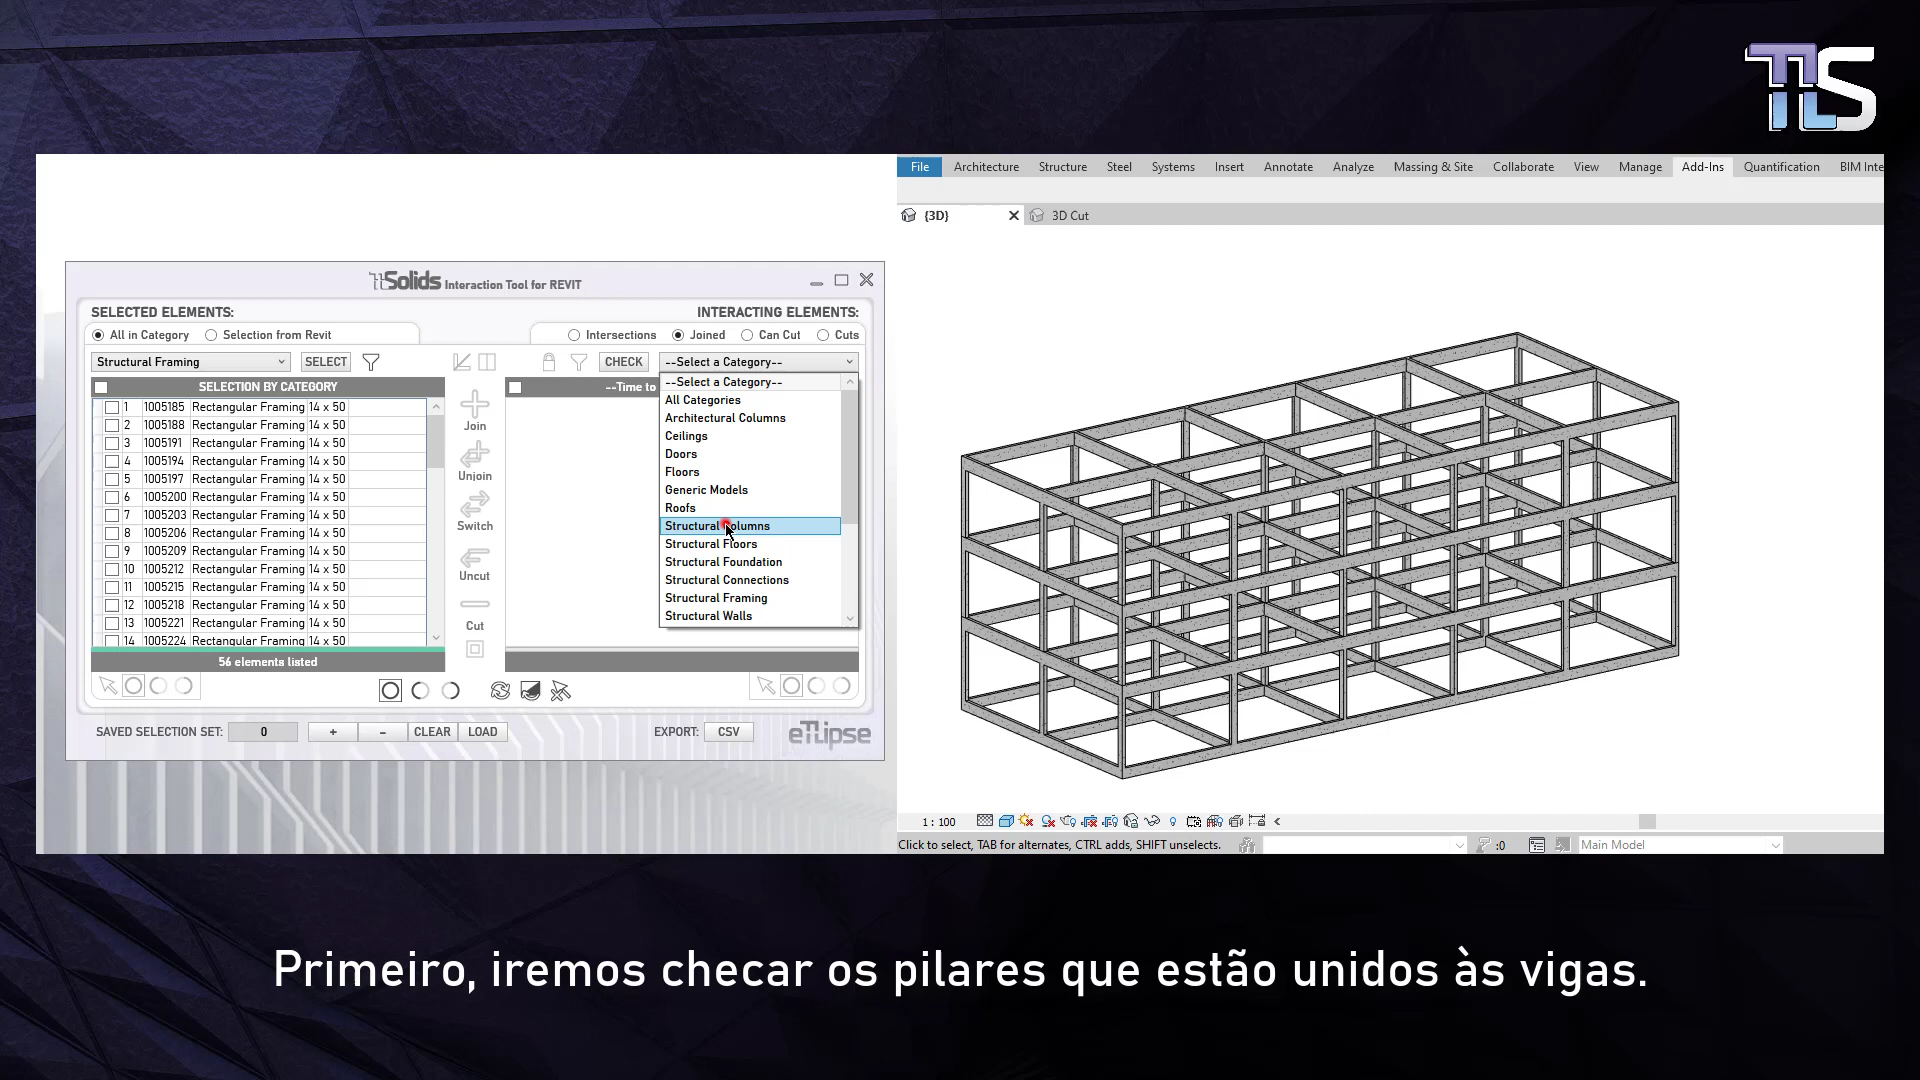 TTLS
File Architecture Structure Steel Systems Insert Annotate Analyze Massing & Site Collaborate View Manage Add-Ins Quantification BIM Inte
{3D} 3D Cut
Solids Interaction Tool for REVIT
SELECTED ELEMENTS: INTERACTING ELEMENTS:
All in Category Selection from Revit Intersections Joined Can Cut Cuts
Structural Framing SELECT CHECK --Select a Category--
SELECTION BY CATEGORY --Time to
1 1005185 Rectangular Framing 14 x 50
2 1005188 Rectangular Framing 14 x 50
3 1005191 Rectangular Framing 14 x 50
4 1005194 Rectangular Framing 14 x 50
5 1005197 Rectangular Framing 14 x 50
6 1005200 Rectangular Framing 14 x 50
7 1005203 Rectangular Framing 14 x 50
8 1005206 Rectangular Framing 14 x 50
9 1005209 Rectangular Framing 14 x 50
10 1005212 Rectangular Framing 14 x 50
11 1005215 Rectangular Framing 14 x 50
12 1005218 Rectangular Framing 14 x 50
13 1005221 Rectangular Framing 14 x 50
14 1005224 Rectangular Framing 14 x 50
56 elements listed
Join
Unjoin
Switch
Uncut
Cut
--Select a Category--
All Categories
Architectural Columns
Ceilings
Doors
Floors
Generic Models
Roofs
Structural Columns
Structural Floors
Structural Foundation
Structural Connections
Structural Framing
Structural Walls
SAVED SELECTION SET: 0 + - CLEAR LOAD EXPORT: CSV eTLipse
1 : 100
Click to select, TAB for alternates, CTRL adds, SHIFT unselects. :0 Main Model
Primeiro, iremos checar os pilares que estão unidos às vigas.